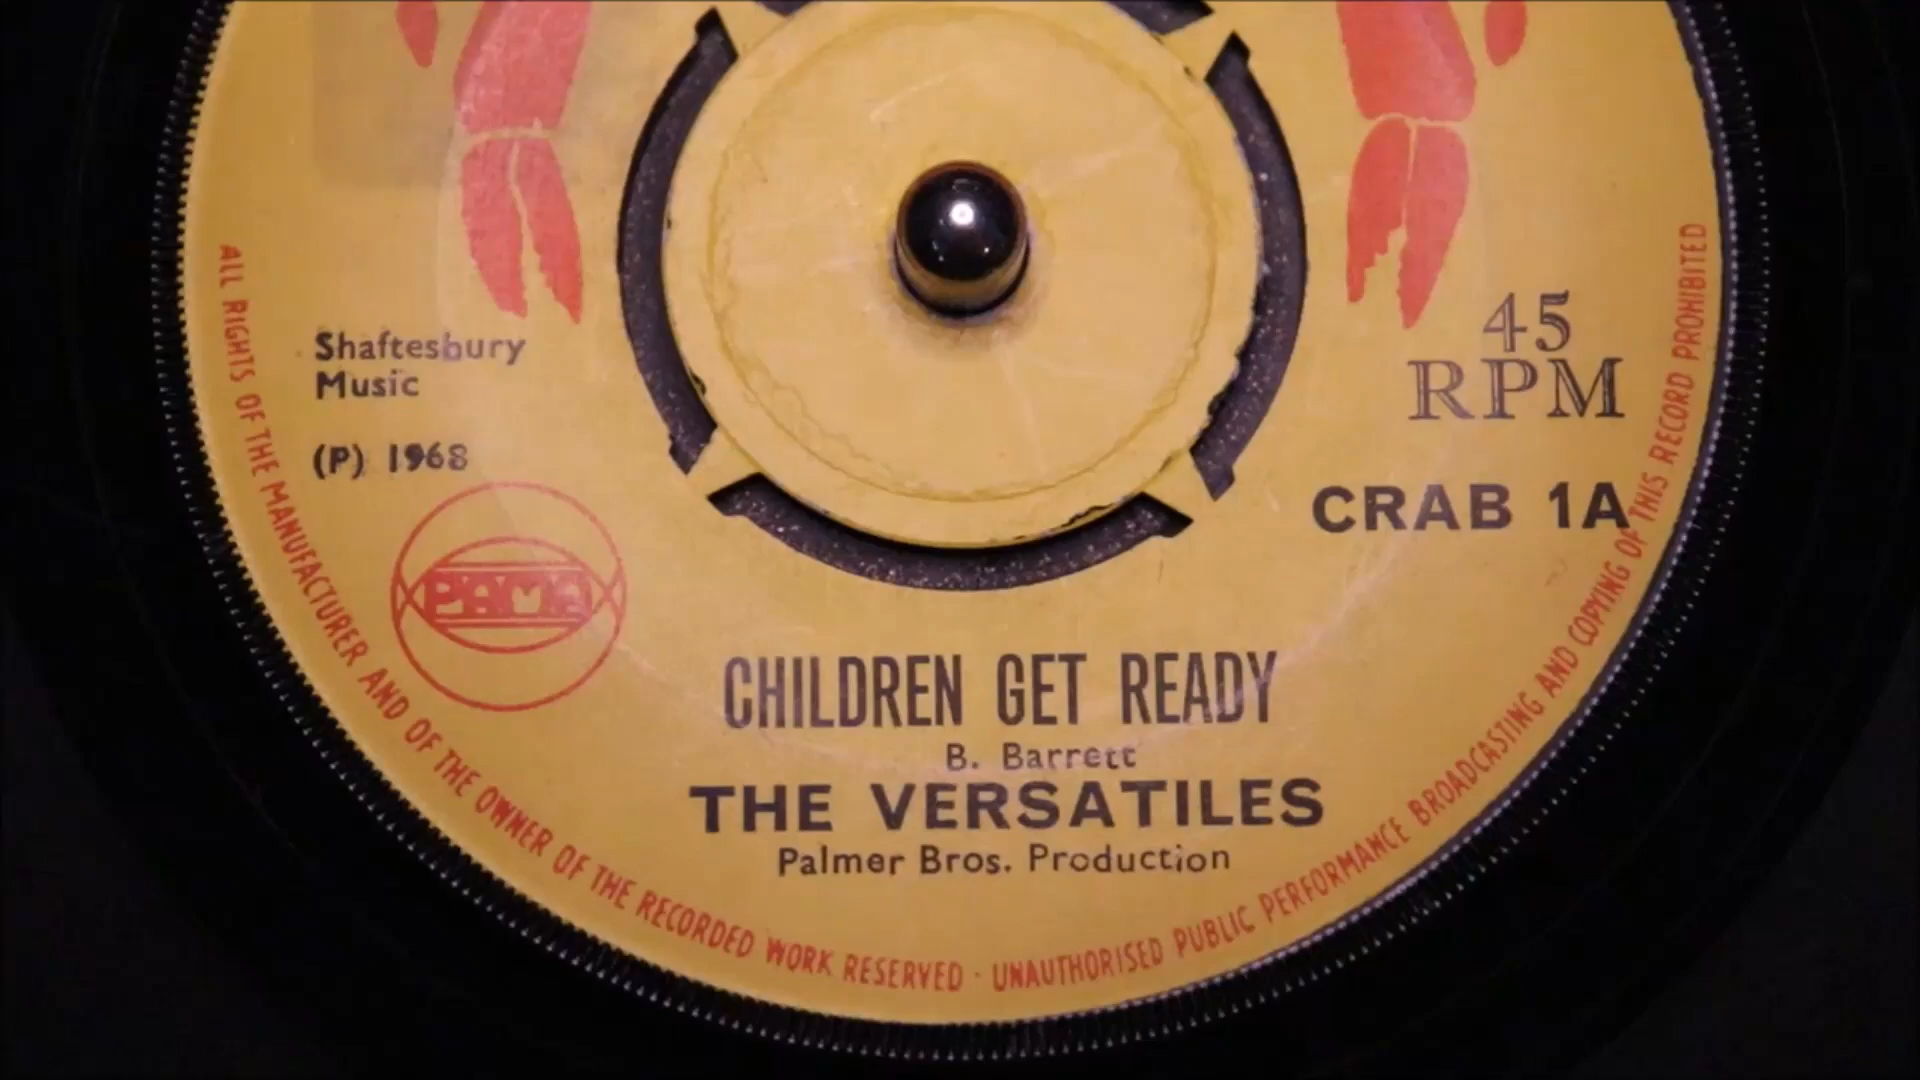 Shaftesbury
Music
(P) 1968
45
RPM
CRAB 1A
PAMA
CHILDREN GET READY
B. Barrett
THE VERSATILES
Palmer Bros. Production
ALL RIGHTS OF THE MANUFACTURER AND OF THE OWNER OF THE RECORDED WORK RESERVED · UNAUTHORISED PUBLIC PERFORMANCE BROADCASTING AND COPYING OF THIS RECORD PROHIBITED